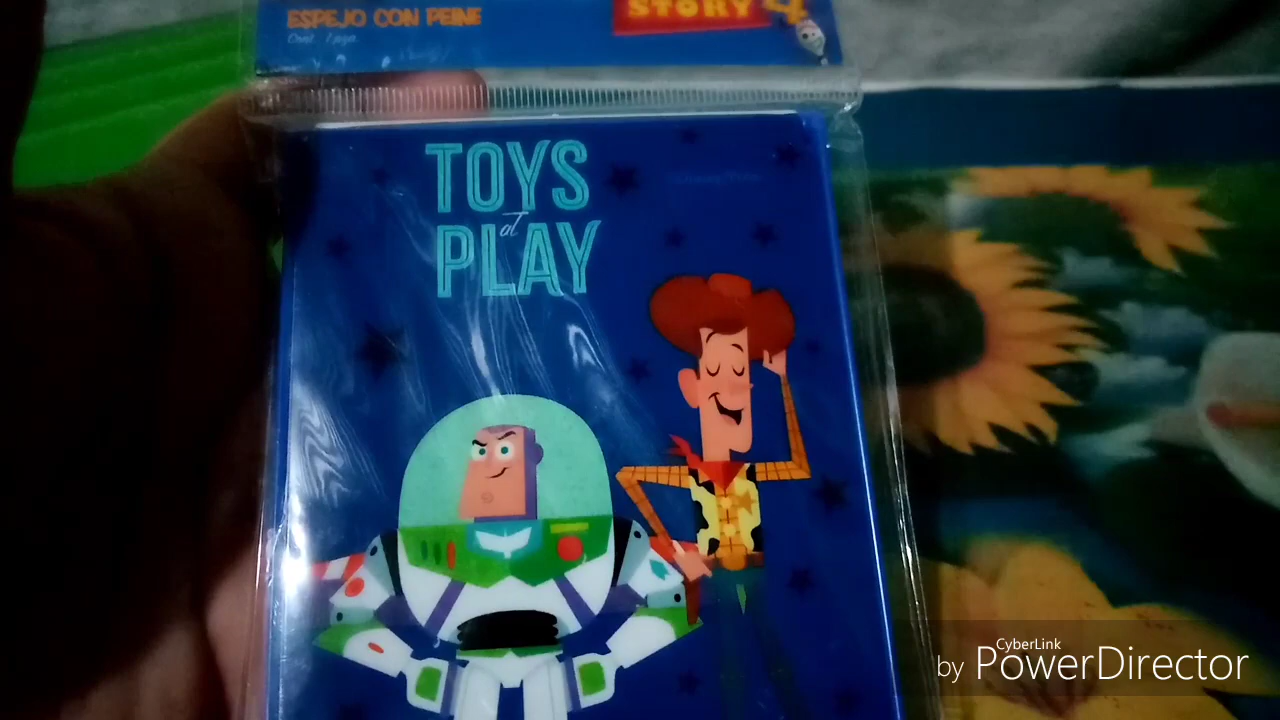 ESPEJO CON PEINE
STORY 4
TOYS
at
PLAY
CyberLink
by PowerDirector